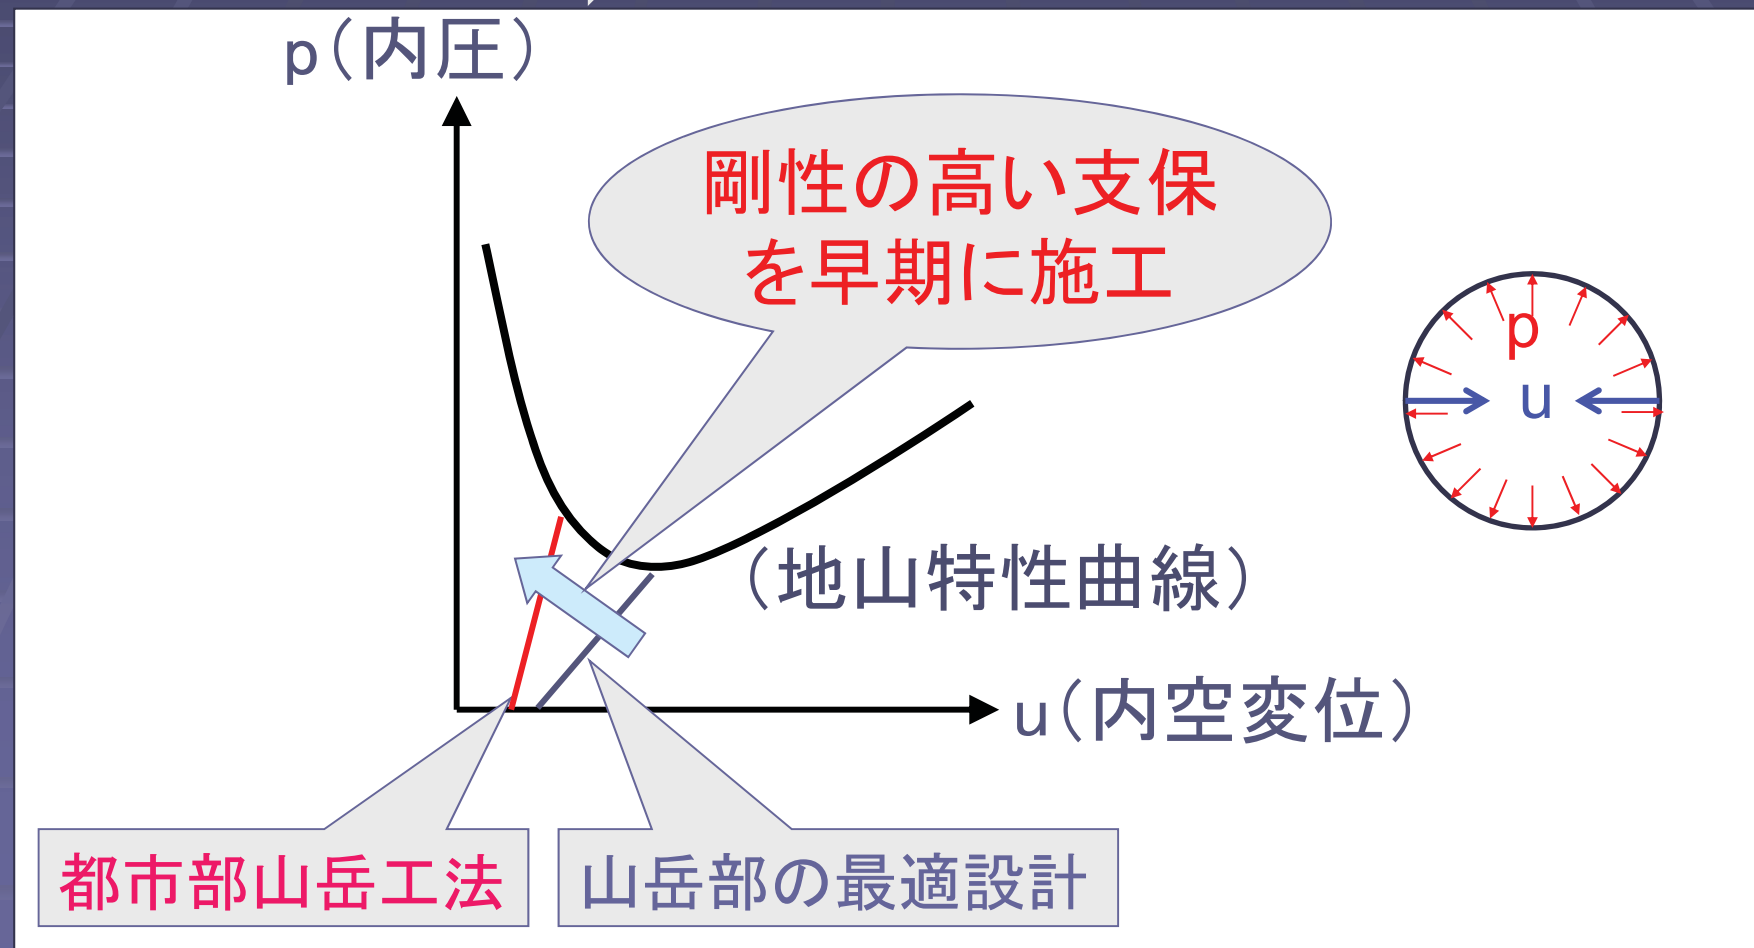 p(内圧)
剛性の高い支保
を早期に施工
p
u
(地山特性曲線)
u(内空変位)
都市部山岳工法
山岳部の最適設計